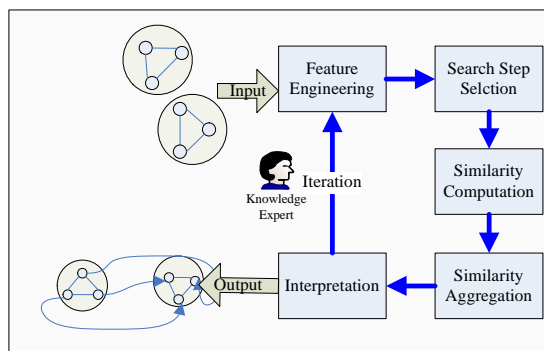 Input
Feature
Engineering
Search Step
Selction
Similarity
Computation
Similarity
Aggregation
Interpretation
Iteration
Knowledge
Expert
Output